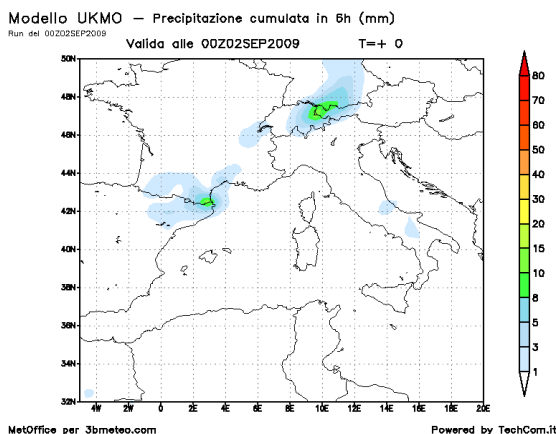 Modello UKMO – Precipitazione cumulata in 6h (mm)
Run del 00Z02SEP2009
Valida alle 00Z02SEP2009 T=+ 0
50N
48N
46N
44N
42N
40N
38N
36N
34N
32N
4W 2W 0 2E 4E 6E 8E 10E 12E 14E 16E 18E 20E
80
70
60
50
40
30
20
15
10
8
5
3
1
MetOffice per 3bmeteo.com Powered by TechCom.it